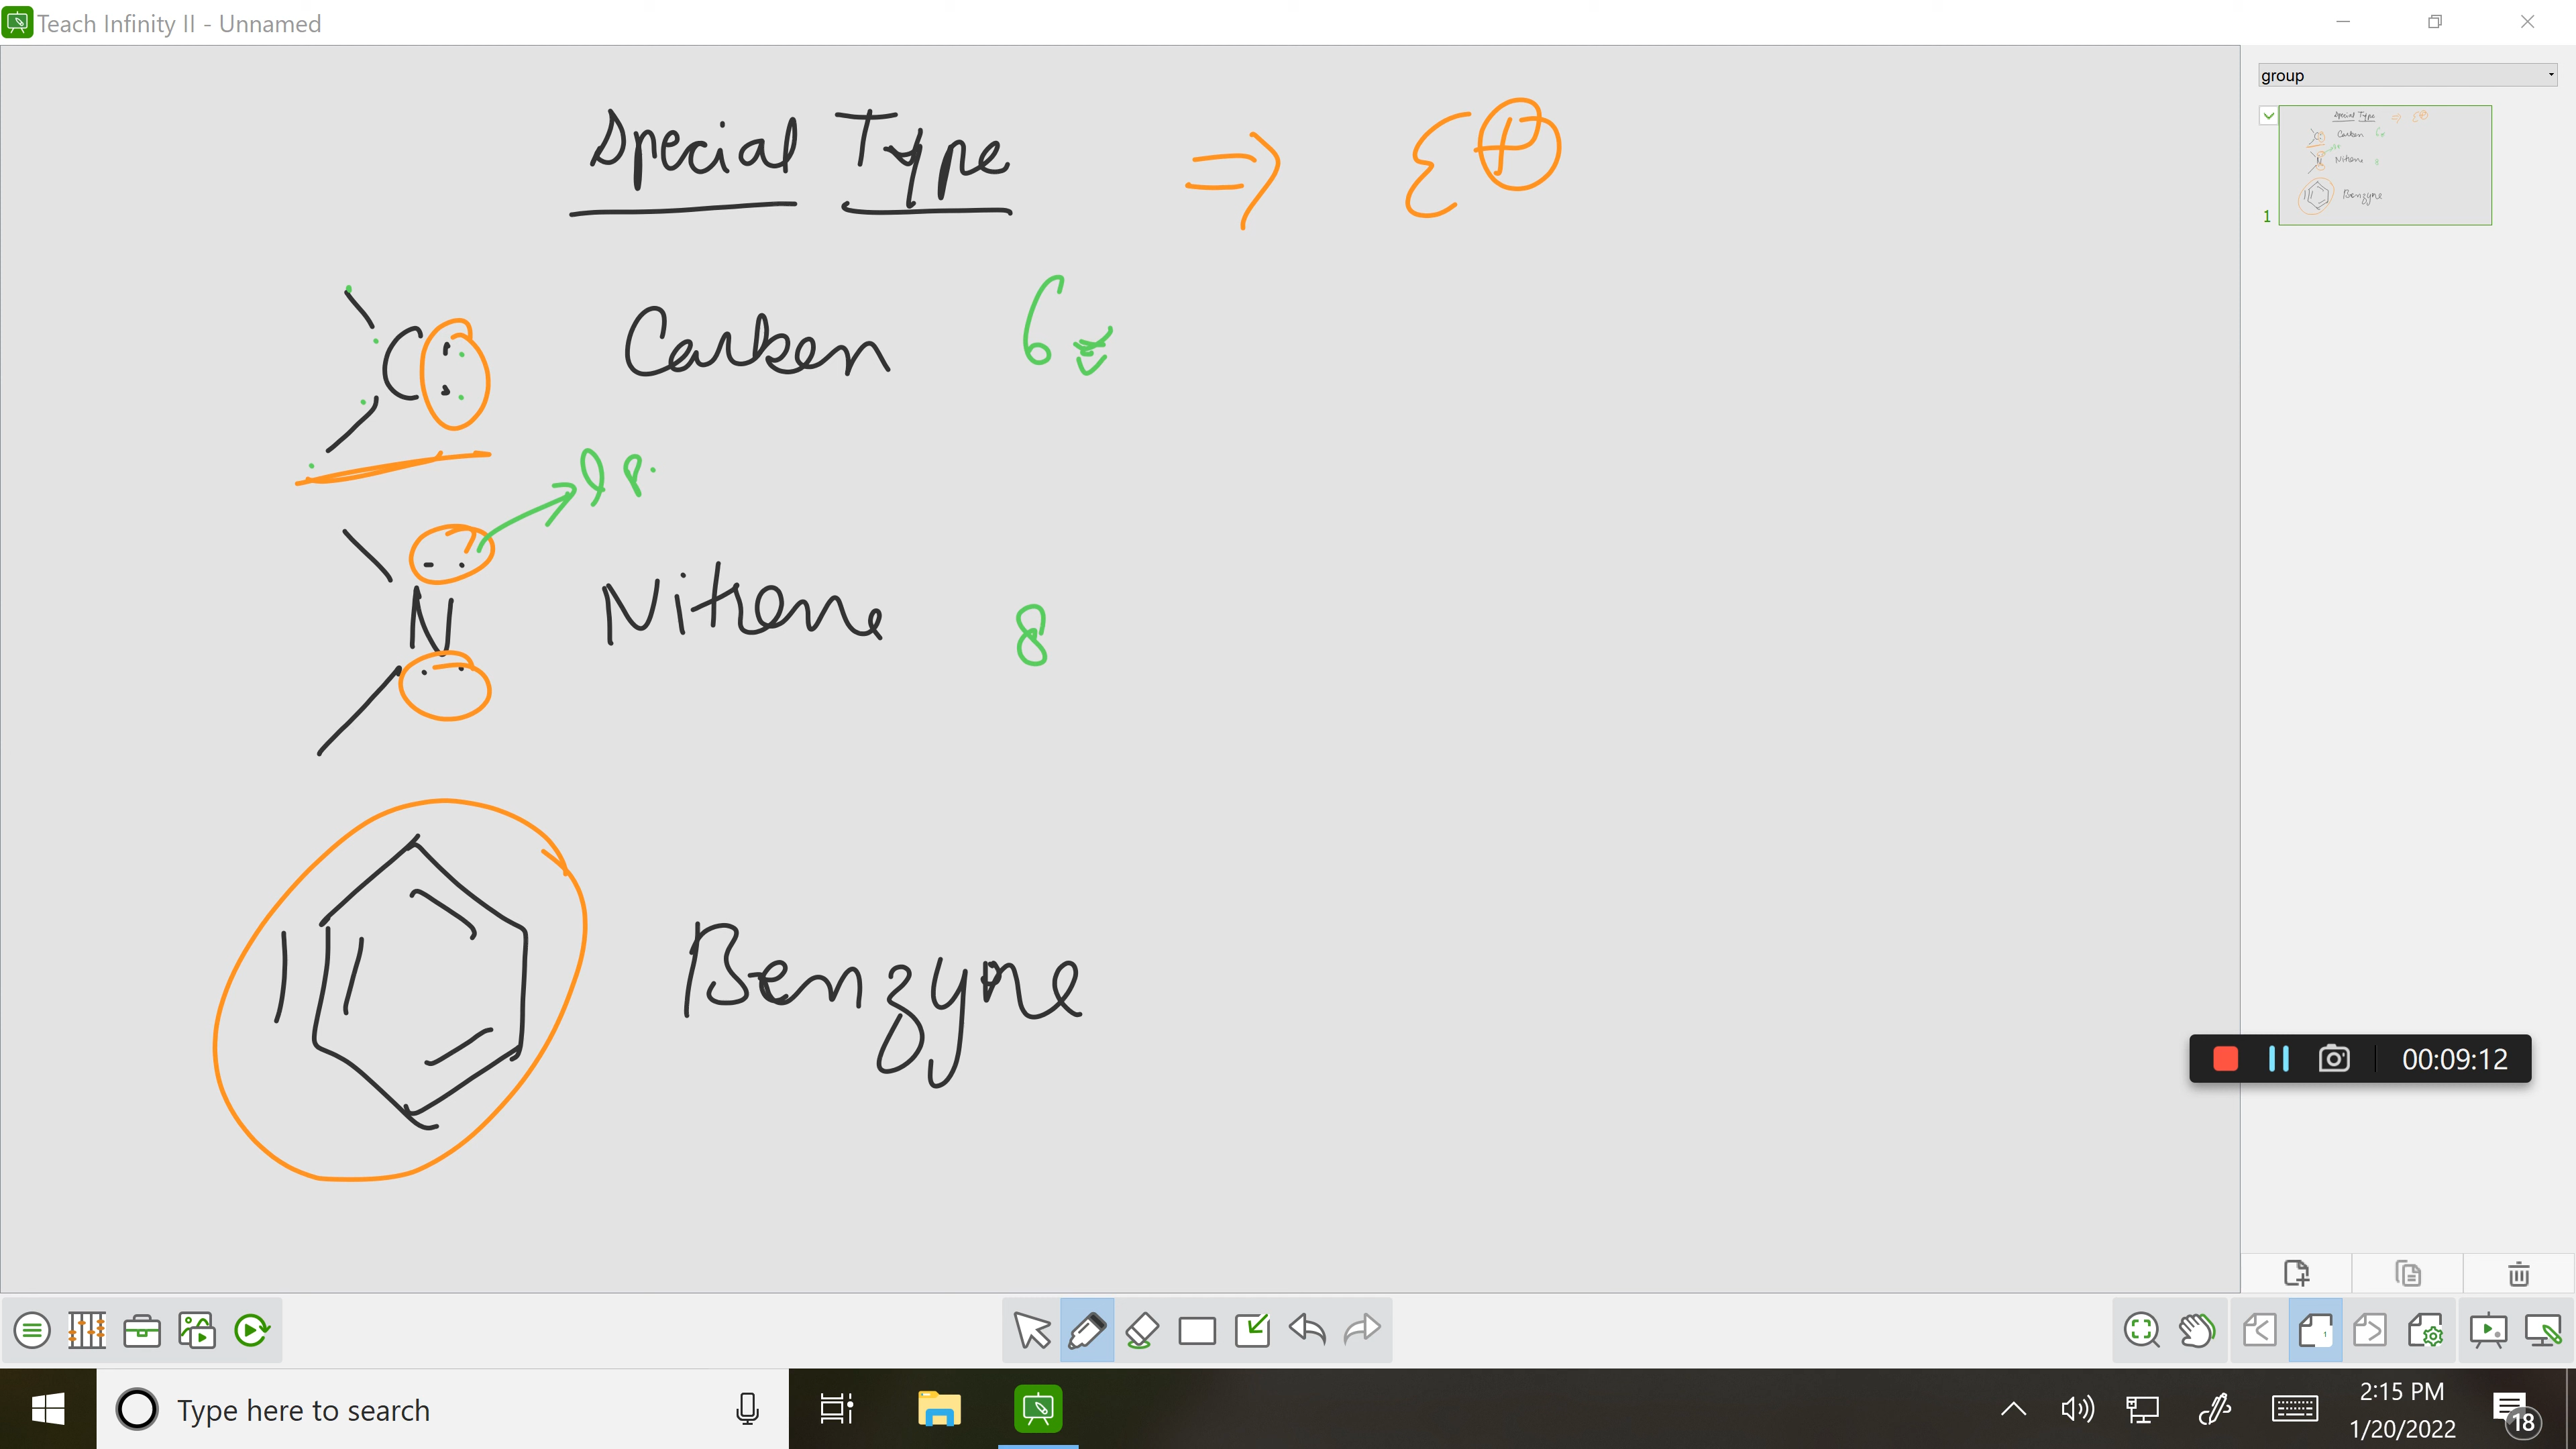 Teach Infinity II - Unnamed
group
Special Type ⇒ E⊕
C: Carben 6
l p.
N Nitrene 8
Benzyne
1
00:09:12
1
Type here to search
2:15 PM
1/20/2022
18